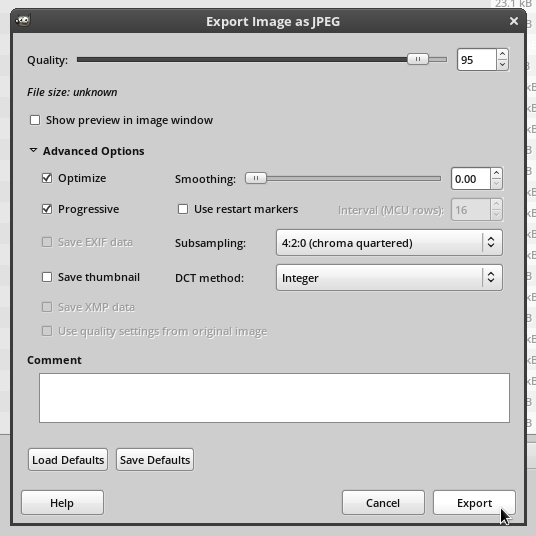 23.1 kB
Export Image as JPEG
Quality: 95
File size: unknown
Show preview in image window
Advanced Options
Optimize Smoothing: 0.00
Progressive Use restart markers Interval (MCU rows): 16
Save EXIF data Subsampling: 4:2:0 (chroma quartered)
Save thumbnail DCT method: Integer
Save XMP data
Use quality settings from original image
Comment
Load Defaults Save Defaults
Help Cancel Export